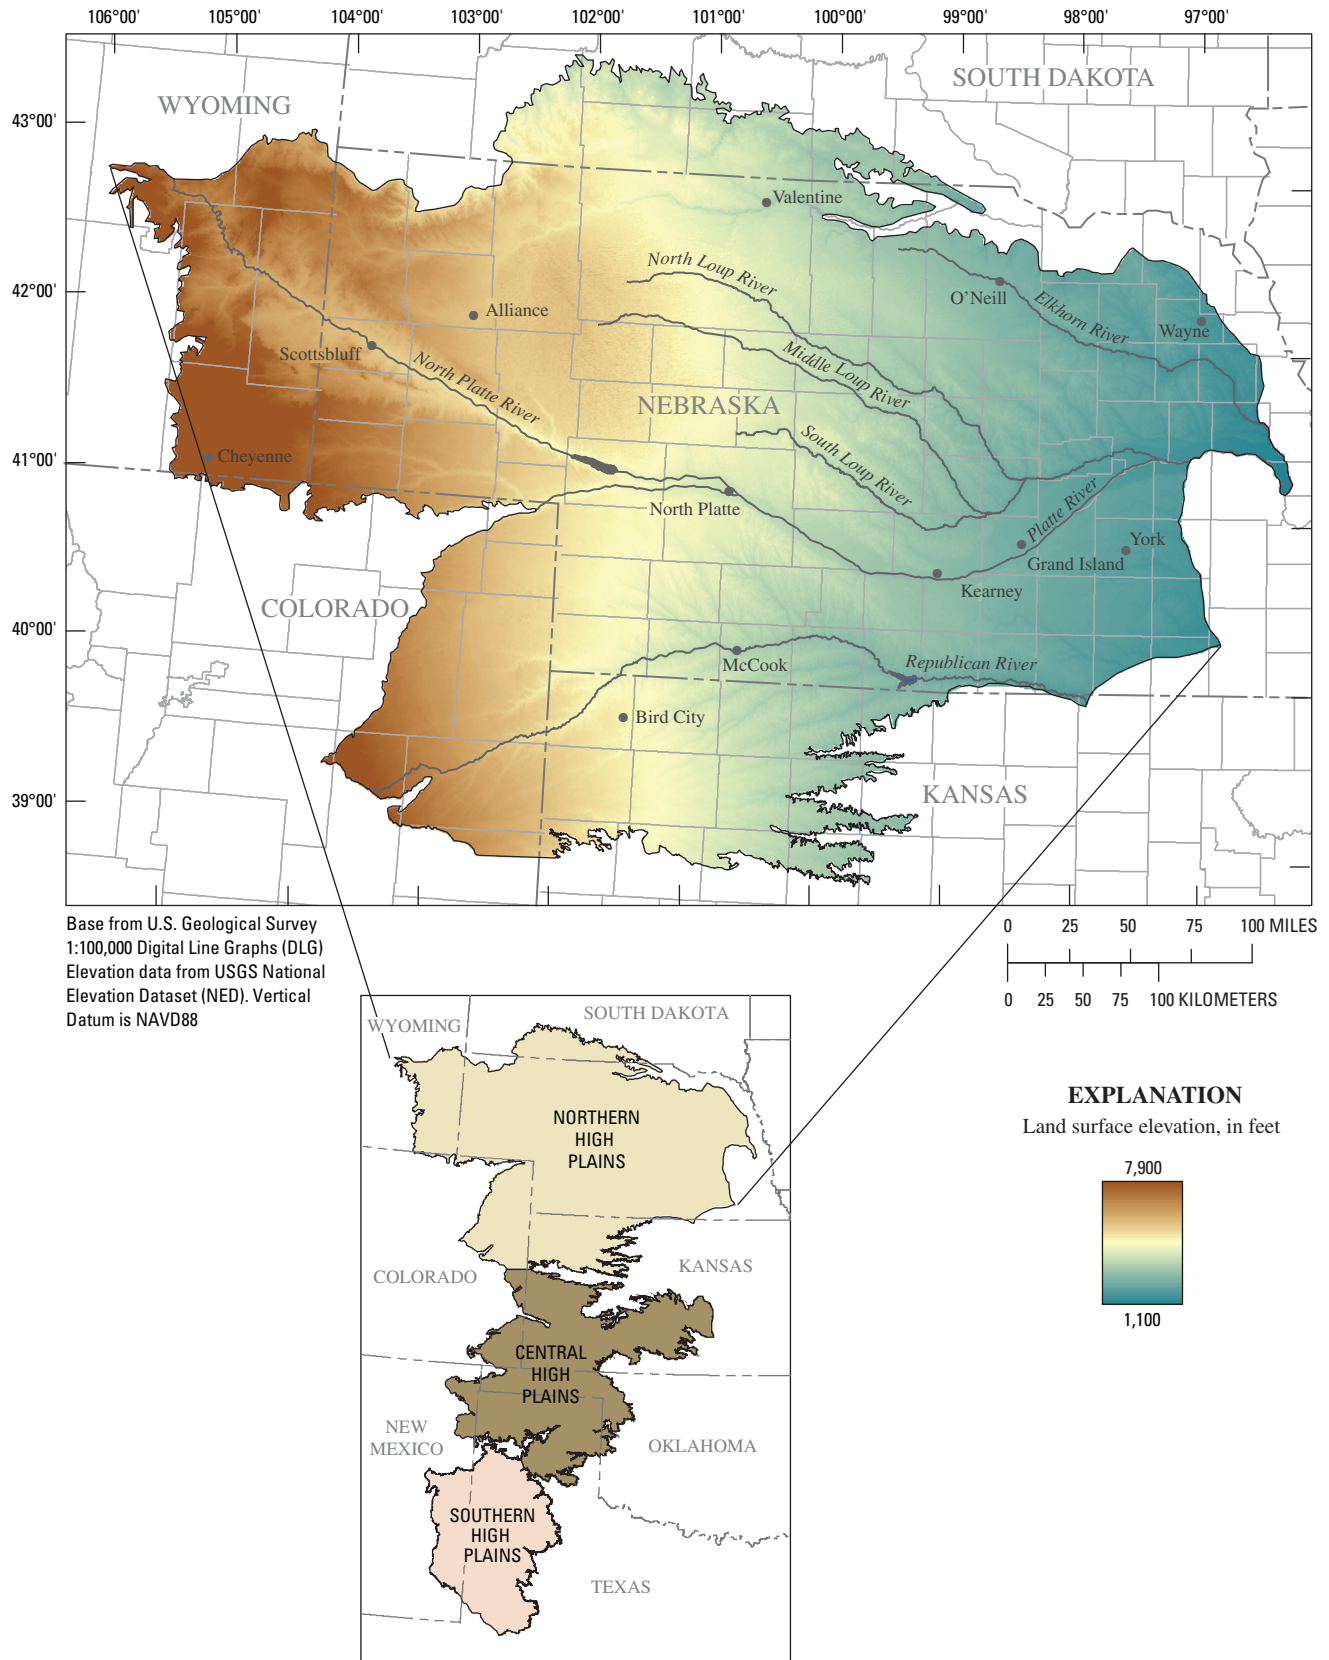 106°00' 105°00' 104°00' 103°00' 102°00' 101°00' 100°00' 99°00' 98°00' 97°00'
SOUTH DAKOTA
WYOMING
43°00'
Valentine
North Loup River
42°00'
O'Neill
Elkhorn River
Alliance
Wayne
Scottsbluff
Middle Loup River
North Platte River
NEBRASKA
South Loup River
41°00'
Cheyenne
North Platte
Platte River
York
Grand Island
Kearney
COLORADO
40°00'
McCook
Republican River
Bird City
39°00'
KANSAS
Base from U.S. Geological Survey
1:100,000 Digital Line Graphs (DLG)
Elevation data from USGS National
Elevation Dataset (NED). Vertical
Datum is NAVD88
0 25 50 75 100 MILES
0 25 50 75 100 KILOMETERS
WYOMING
SOUTH DAKOTA
NORTHERN
HIGH
PLAINS
COLORADO
KANSAS
CENTRAL
HIGH
PLAINS
NEW
MEXICO
OKLAHOMA
SOUTHERN
HIGH
PLAINS
TEXAS
EXPLANATION
Land surface elevation, in feet
7,900
1,100